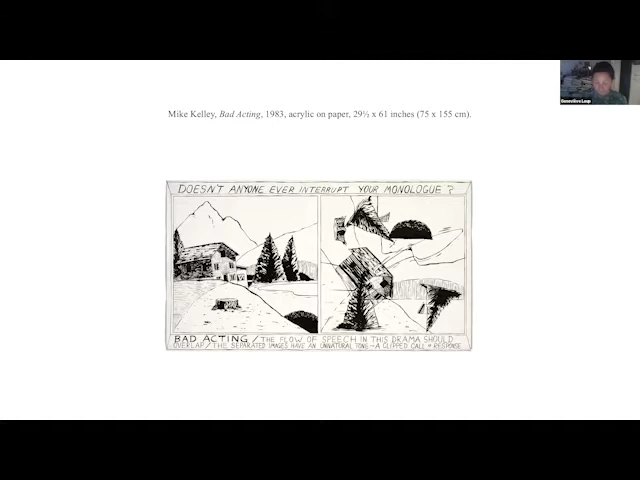 Mike Kelley, Bad Acting, 1983, acrylic on paper, 29½ x 61 inches (75 x 155 cm).
DOESN'T ANYONE EVER INTERRUPT YOUR MONOLOGUE?
BAD ACTING / THE FLOW OF SPEECH IN THIS DRAMA SHOULD
OVERLAP / THE SEPARATED IMAGES HAVE AN UNNATURAL TONE - A CLIPPED CALL + RESPONSE